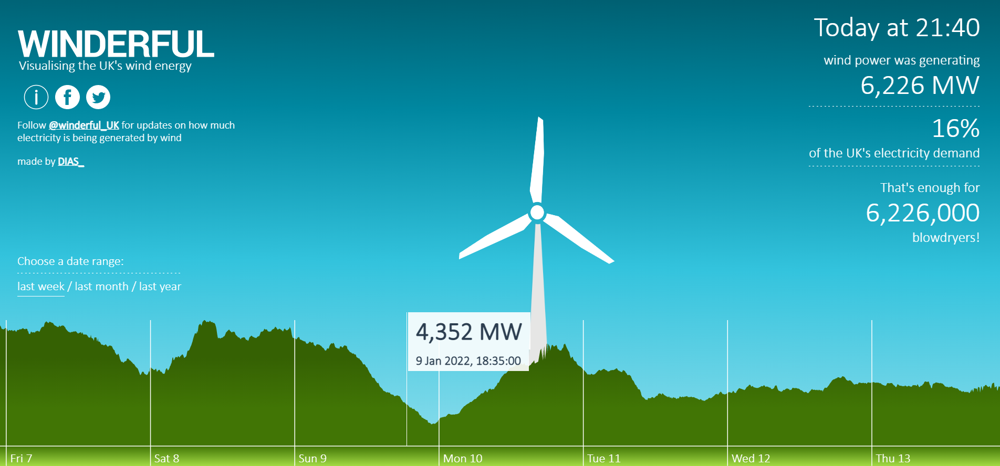 WINDERFUL
Visualising the UK's wind energy
Follow @winderful_UK for updates on how much
electricity is being generated by wind
made by DIAS_
Choose a date range:
last week / last month / last year
Today at 21:40
wind power was generating
6,226 MW
16%
of the UK's electricity demand
That's enough for
6,226,000
blowdryers!
4,352 MW
9 Jan 2022, 18:35:00
Fri 7
Sat 8
Sun 9
Mon 10
Tue 11
Wed 12
Thu 13